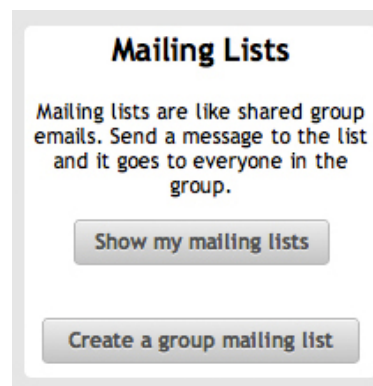 Mailing Lists
Mailing lists are like shared group
emails. Send a message to the list
and it goes to everyone in the
group.
Show my mailing lists
Create a group mailing list